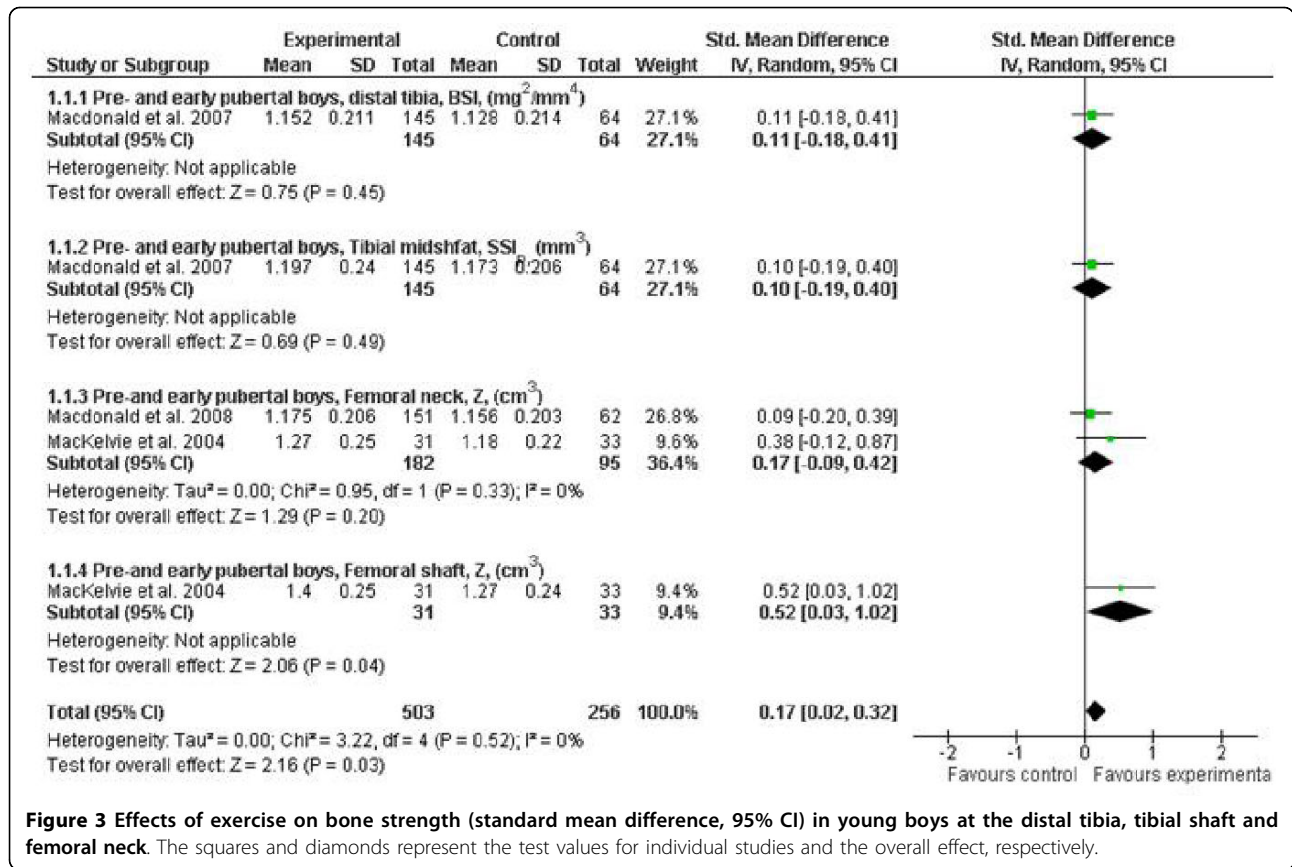 Experimental Control Std. Mean Difference Std. Mean Difference
Study or Subgroup Mean SD Total Mean SD Total Weight IV, Random, 95% CI IV, Random, 95% CI
1.1.1 Pre- and early pubertal boys, distal tibia, BSI, (mg²/mm⁴)
Macdonald et al. 2007 1.152 0.211 145 1.128 0.214 64 27.1% 0.11 [-0.18, 0.41]
Subtotal (95% CI) 145 64 27.1% 0.11 [-0.18, 0.41]
Heterogeneity: Not applicable
Test for overall effect: Z = 0.75 (P = 0.45)
1.1.2 Pre- and early pubertal boys, Tibial midshfat, SSIₚ (mm³)
Macdonald et al. 2007 1.197 0.24 145 1.173 0.206 64 27.1% 0.10 [-0.19, 0.40]
Subtotal (95% CI) 145 64 27.1% 0.10 [-0.19, 0.40]
Heterogeneity: Not applicable
Test for overall effect: Z = 0.69 (P = 0.49)
1.1.3 Pre-and early pubertal boys, Femoral neck, Z, (cm³)
Macdonald et al. 2008 1.175 0.206 151 1.156 0.203 62 26.8% 0.09 [-0.20, 0.39]
MacKelvie et al. 2004 1.27 0.25 31 1.18 0.22 33 9.6% 0.38 [-0.12, 0.87]
Subtotal (95% CI) 182 95 36.4% 0.17 [-0.09, 0.42]
Heterogeneity: Tau² = 0.00; Chi² = 0.95, df = 1 (P = 0.33); I² = 0%
Test for overall effect: Z = 1.29 (P = 0.20)
1.1.4 Pre-and early pubertal boys, Femoral shaft, Z, (cm³)
MacKelvie et al. 2004 1.4 0.25 31 1.27 0.24 33 9.4% 0.52 [0.03, 1.02]
Subtotal (95% CI) 31 33 9.4% 0.52 [0.03, 1.02]
Heterogeneity: Not applicable
Test for overall effect: Z = 2.06 (P = 0.04)
Total (95% CI) 503 256 100.0% 0.17 [0.02, 0.32]
Heterogeneity: Tau² = 0.00; Chi² = 3.22, df = 4 (P = 0.52); I² = 0%
Test for overall effect: Z = 2.16 (P = 0.03)
-2 -1 0 1 2
Favours control Favours experimenta
Figure 3 Effects of exercise on bone strength (standard mean difference, 95% CI) in young boys at the distal tibia, tibial shaft and
femoral neck. The squares and diamonds represent the test values for individual studies and the overall effect, respectively.